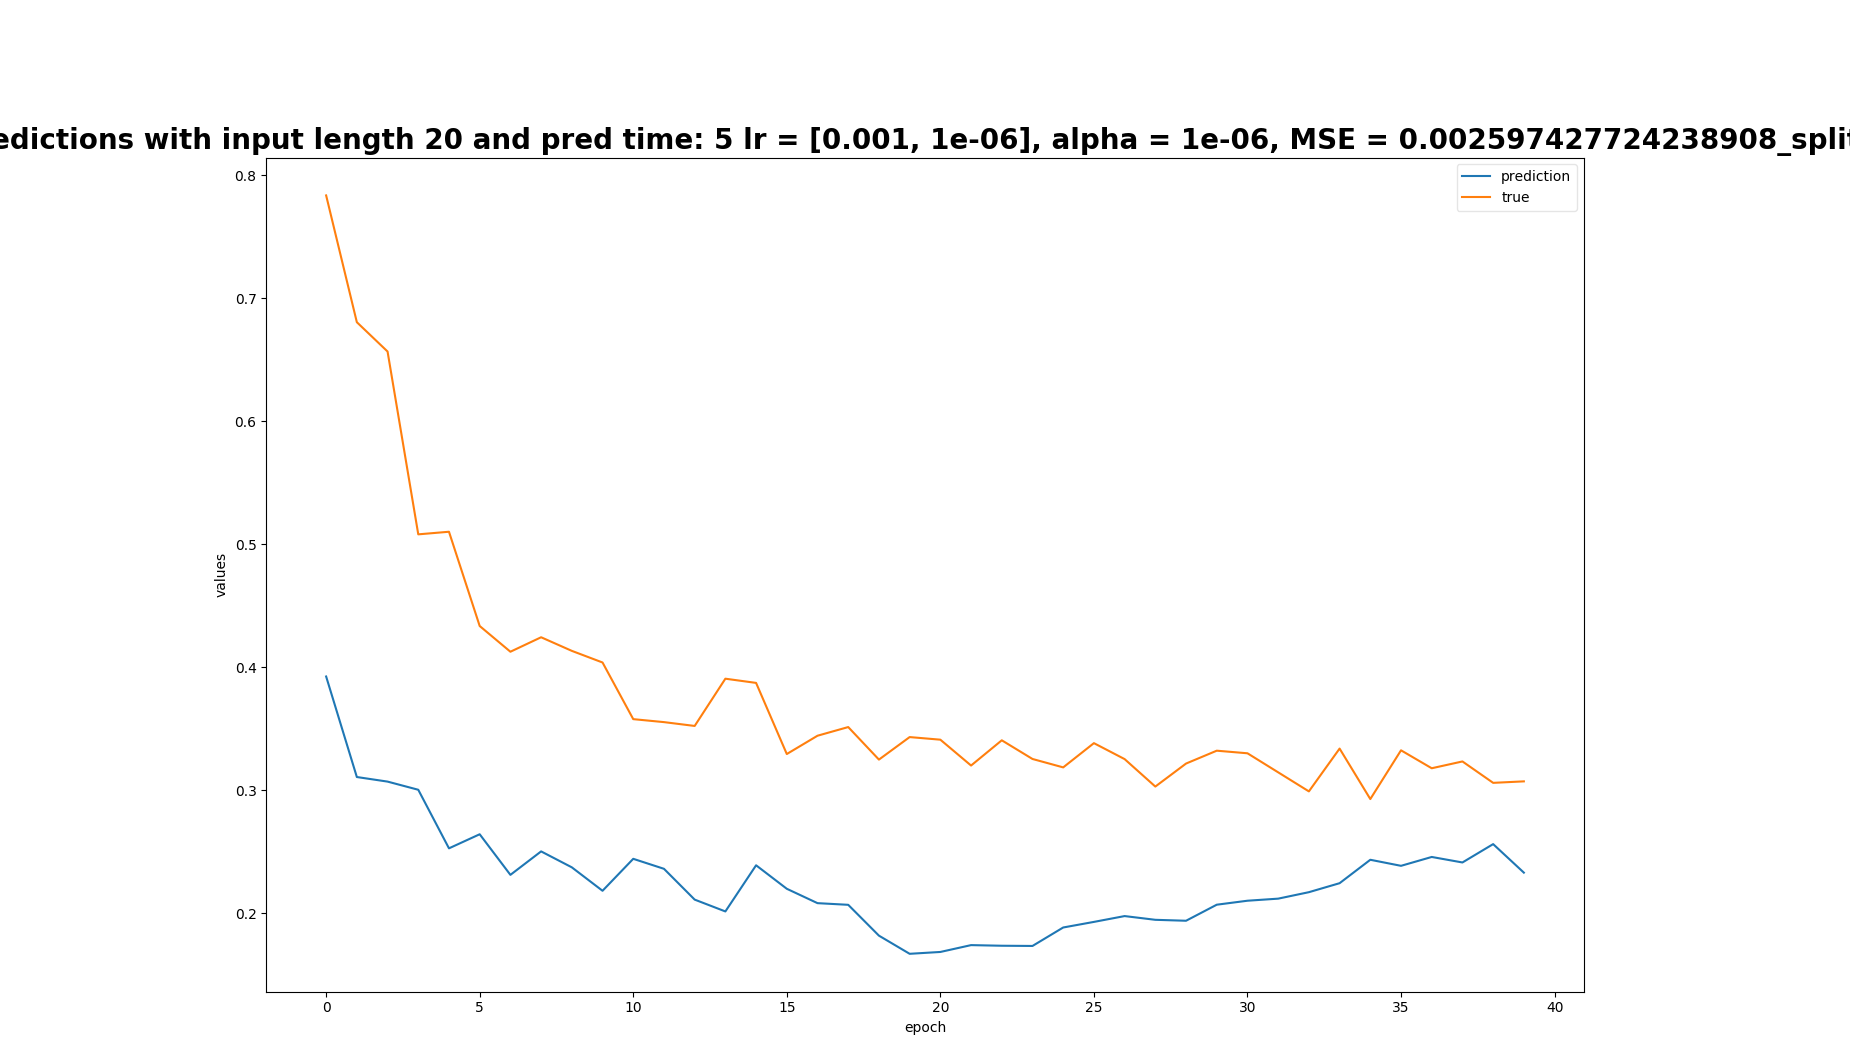 edictions with input length 20 and pred time: 5 lr = [0.001, 1e-06], alpha = 1e-06, MSE = 0.002597427724238908_split
prediction
true
0.8
0.7
0.6
0.5
0.4
0.3
0.2
values
0 5 10 15 20 25 30 35 40
epoch